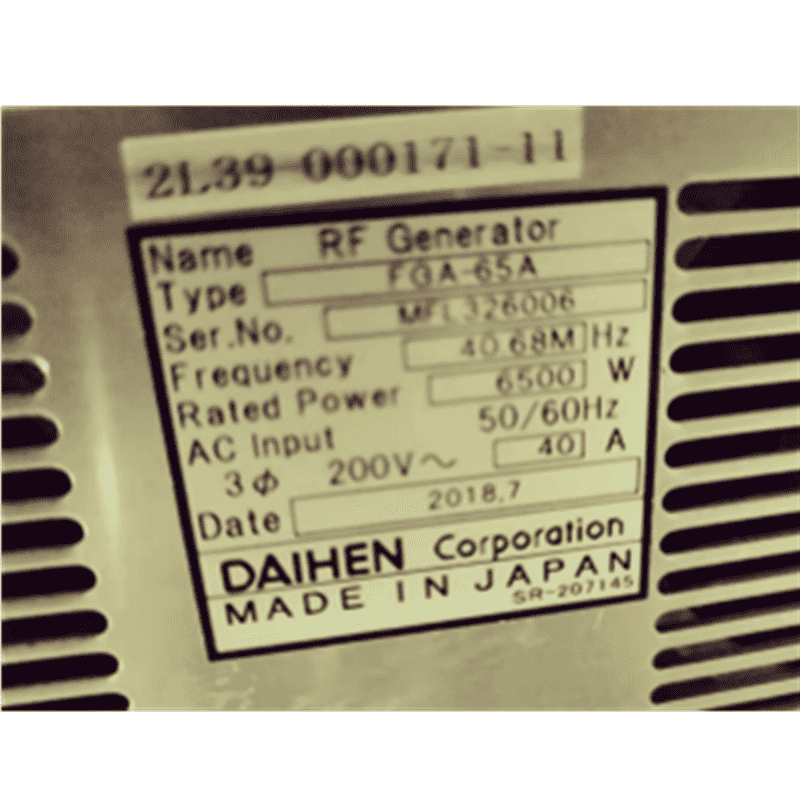 2L39-000171-11
Name RF Generator
Type FGA-65A
Ser.No. MFL326006
Frequency 40.68M Hz
Rated Power 6500 W
AC Input 50/60Hz
3φ 200V～ 40 A
Date 2018.7
DAIHEN Corporation
MADE IN JAPAN
SR-207145